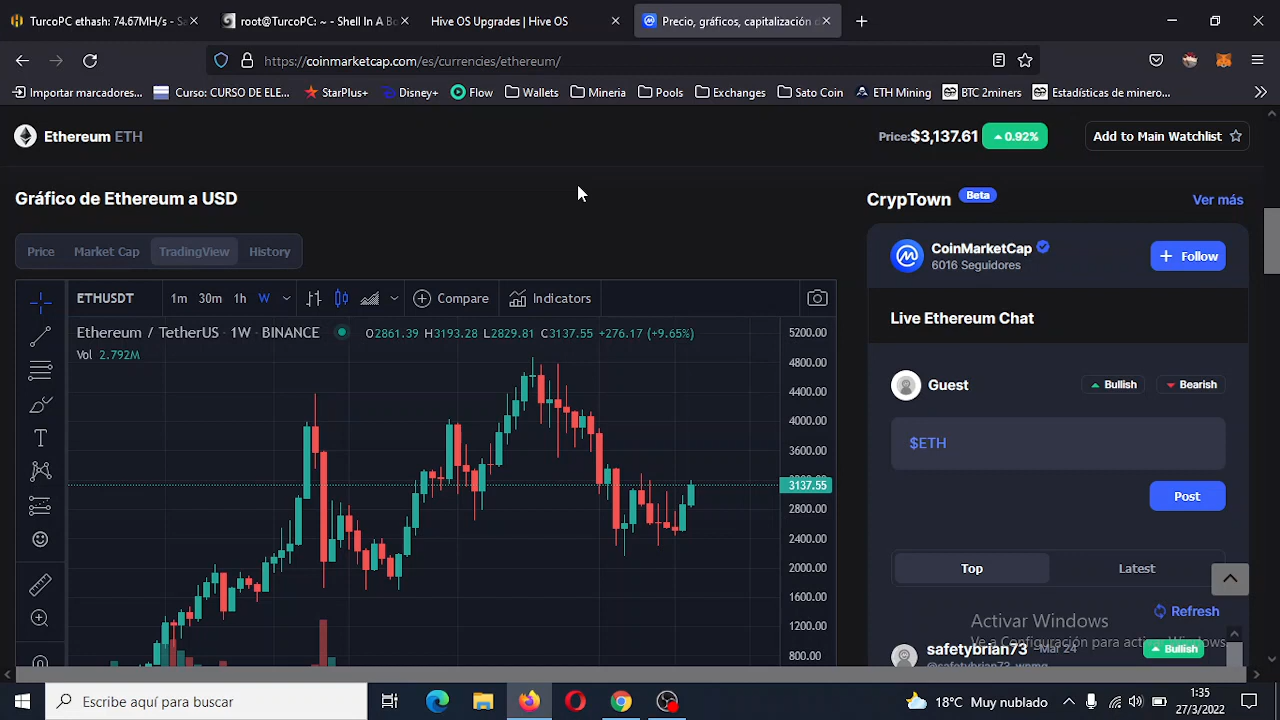 TurcoPC ethash: 74.67MH/s - Sa
root@TurcoPC: ~ - Shell In A Bo
Hive OS Upgrades | Hive OS
Precio, gráficos, capitalización d
https://coinmarketcap.com/es/currencies/ethereum/
Importar marcadores...
Curso: CURSO DE ELE...
StarPlus+
Disney+
Flow
Wallets
Mineria
Pools
Exchanges
Sato Coin
ETH Mining
BTC 2miners
Estadísticas de minero...
Ethereum ETH
Price: $3,137.61
0.92%
Add to Main Watchlist
Gráfico de Ethereum a USD
CrypTown Beta
Ver más
Price
Market Cap
TradingView
History
CoinMarketCap
6016 Seguidores
+ Follow
ETHUSDT
1m 30m 1h W
Compare
Indicators
Live Ethereum Chat
Ethereum / TetherUS · 1W · BINANCE
O2861.39 H3193.28 L2829.81 C3137.55 +276.17 (+9.65%)
Vol 2.792M
5200.00
4800.00
4400.00
4000.00
3600.00
3137.55
2800.00
2400.00
2000.00
1600.00
1200.00
800.00
Guest
Bullish
Bearish
$ETH
Post
Top
Latest
Refresh
Activar Windows
Ve a Configuración para activar Windows
safetybrian73 Mar 24
Bullish
Escribe aquí para buscar
18°C Muy nublado
1:35
27/3/2022